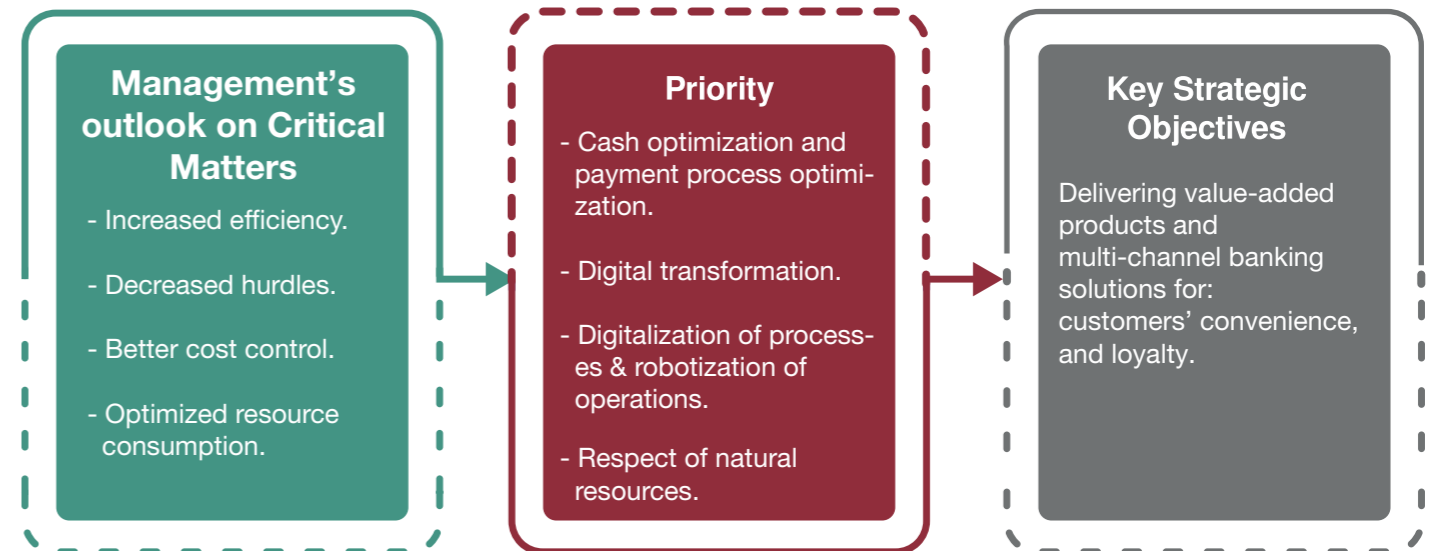 Management’s
outlook on Critical
Matters
- Increased efficiency.
- Decreased hurdles.
- Better cost control.
- Optimized resource
consumption.
Priority
- Cash optimization and
payment process optimi-
zation.
- Digital transformation.
- Digitalization of process-
es & robotization of
operations.
- Respect of natural
resources.
Key Strategic
Objectives
Delivering value-added
products and
multi-channel banking
solutions for:
customers’ convenience,
and loyalty.